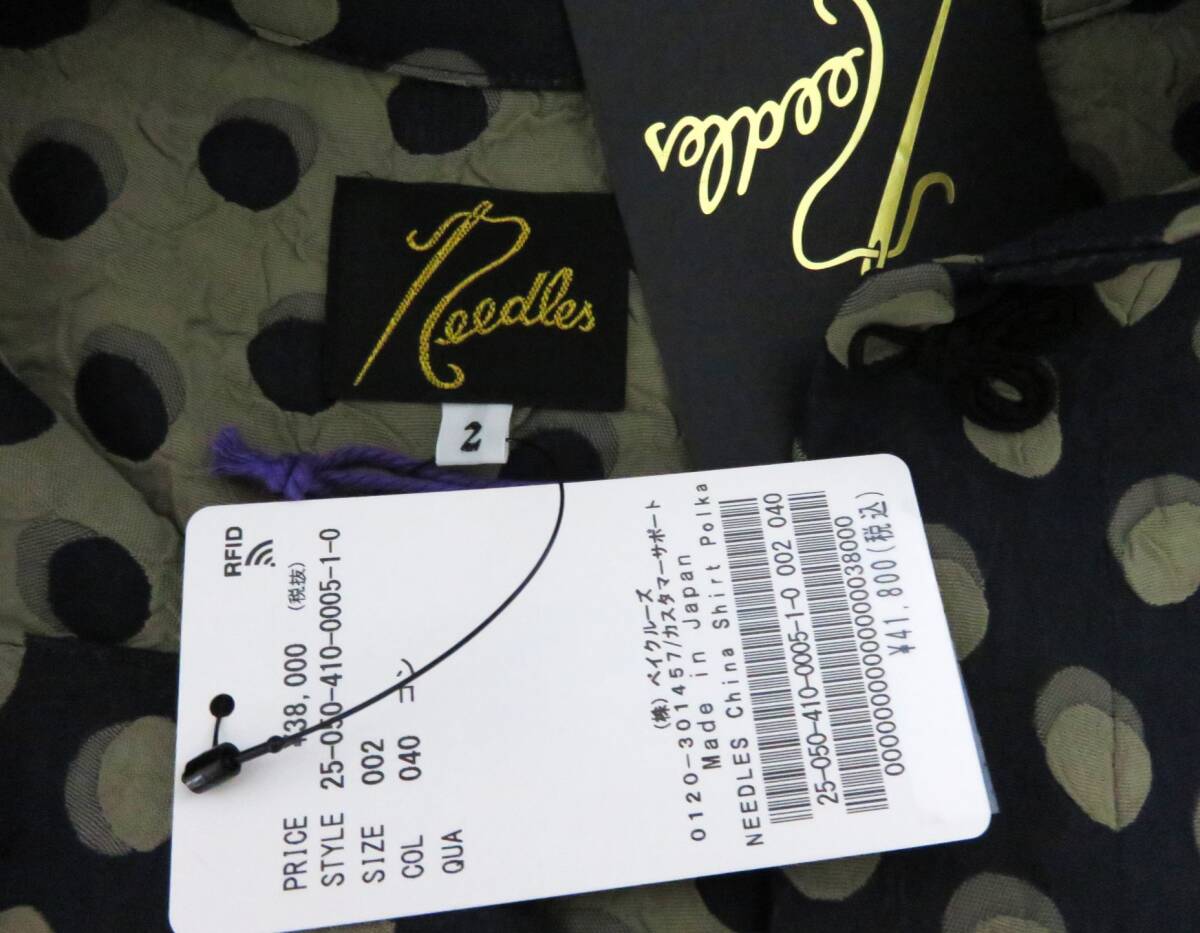 Needles
Needles
2
RFID
PRICE ¥38,000 (税抜)
STYLE 25-050-410-0005-1-0
SIZE 002
COL 040 コン
QUA
(株) ベイクルーズ
0120-301457/カスタマーサポート
Made in Japan
NEEDLES China Shirt Polka
25-050-410-0005-1-0 002 040
¥41,800(税込)